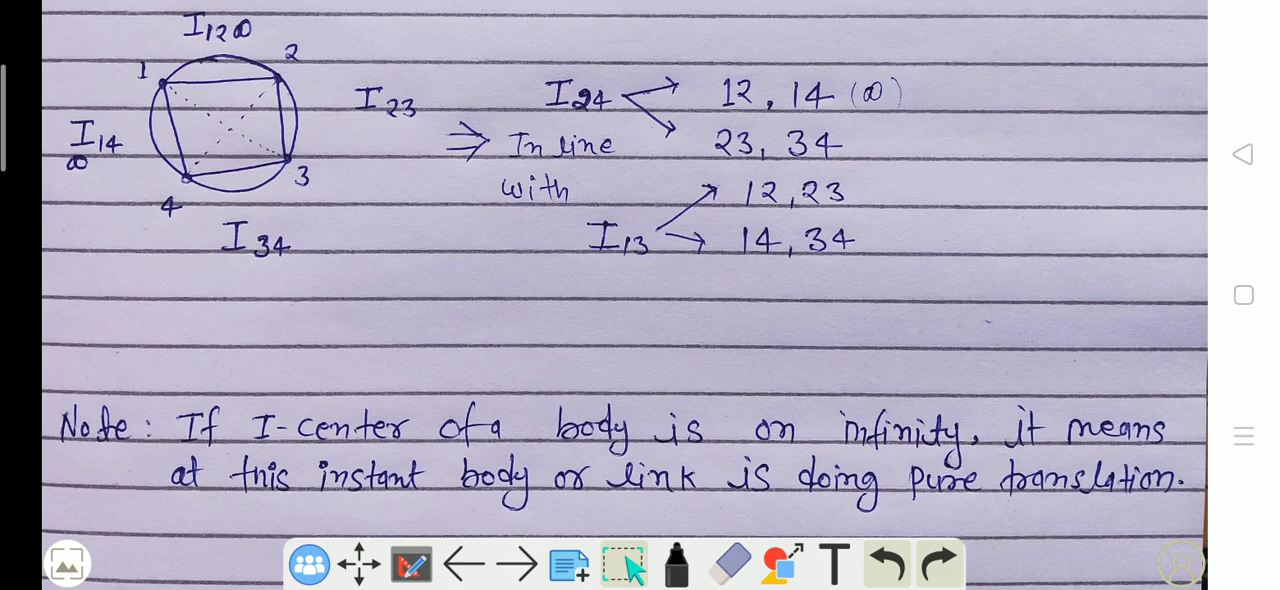 I12∞
1
2
I23
I14
∞
3
4
I34
I24 → 12, 14 (∞)
⇒ In line → 23, 34
with → 12, 23
I13 → 14, 34
Note: If I-center of a body is on infinity, it means
at this instant body or link is doing pure translation.
T